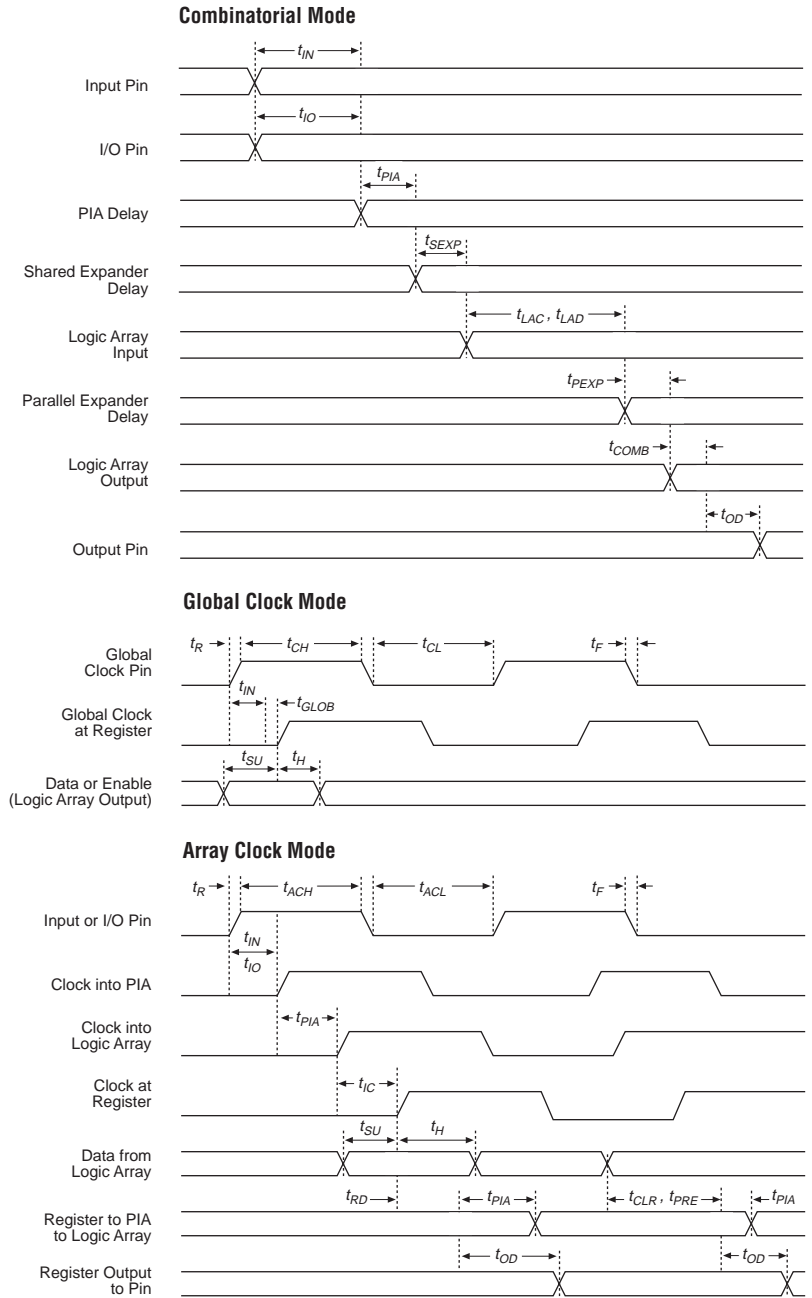 Combinatorial Mode
tIN
Input Pin
tIO
I/O Pin
tPIA
PIA Delay
tSEXP
Shared Expander
Delay
tLAC , tLAD
Logic Array
Input
tPEXP
Parallel Expander
Delay
tCOMB
Logic Array
Output
tOD
Output Pin
Global Clock Mode
tR tCH tCL tF
Global
Clock Pin
tIN tGLOB
Global Clock
at Register
tSU tH
Data or Enable
(Logic Array Output)
Array Clock Mode
tR tACH tACL tF
Input or I/O Pin
tIN
tIO
Clock into PIA
tPIA
Clock into
Logic Array
tIC
Clock at
Register
tSU tH
Data from
Logic Array
tRD tPIA tCLR , tPRE tPIA
Register to PIA
to Logic Array
tOD tOD
Register Output
to Pin